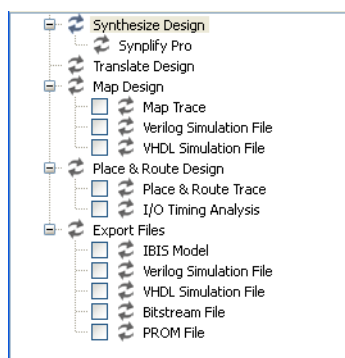 Synthesize Design
Synplify Pro
Translate Design
Map Design
Map Trace
Verilog Simulation File
VHDL Simulation File
Place & Route Design
Place & Route Trace
I/O Timing Analysis
Export Files
IBIS Model
Verilog Simulation File
VHDL Simulation File
Bitstream File
PROM File